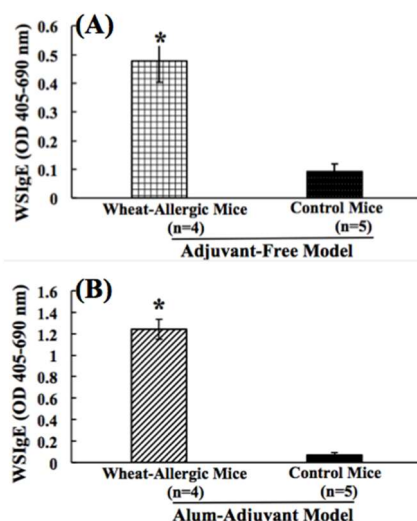 (A)
WSIgE (OD 405-690 nm)
0.6
0.5
0.4
0.3
0.2
0.1
0
*
Wheat-Allergic Mice Control Mice
(n=4) (n=5)
Adjuvant-Free Model
(B)
WSIgE (OD 405-690 nm)
1.6
1.4
1.2
1
0.8
0.6
0.4
0.2
0
*
Wheat-Allergic Mice Control Mice
(n=4) (n=5)
Alum-Adjuvant Model